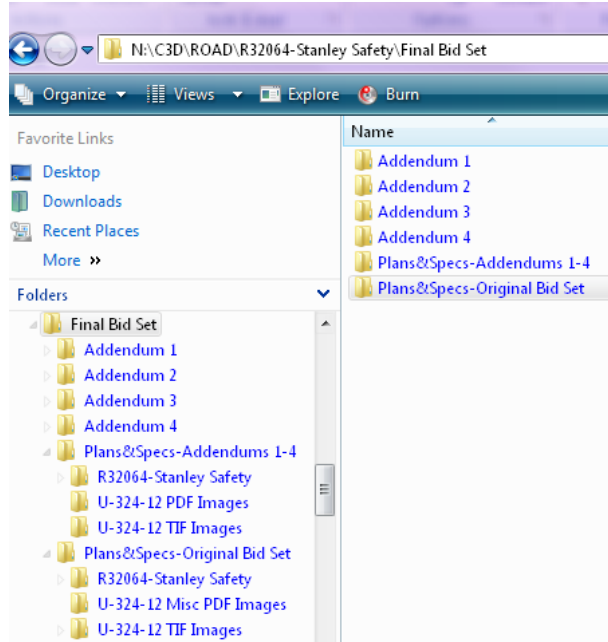 N:\C3D\ROAD\R32064-Stanley Safety\Final Bid Set
Organize Views Explore Burn
Favorite Links
Desktop
Downloads
Recent Places
More »
Folders
Final Bid Set
Addendum 1
Addendum 2
Addendum 3
Addendum 4
Plans&Specs-Addendums 1-4
R32064-Stanley Safety
U-324-12 PDF Images
U-324-12 TIF Images
Plans&Specs-Original Bid Set
R32064-Stanley Safety
U-324-12 Misc PDF Images
U-324-12 TIF Images
Name
Addendum 1
Addendum 2
Addendum 3
Addendum 4
Plans&Specs-Addendums 1-4
Plans&Specs-Original Bid Set